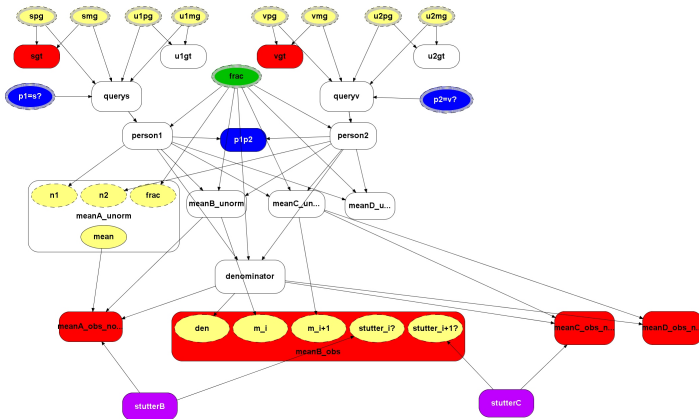 spg smg u1pg u1mg vpg vmg u2pg u2mg
sgt u1gt vgt u2gt
frac
p1=s? querys queryv p2=v?
person1 p1p2 person2
n1 n2 frac
meanB_unorm meanC_un... meanD_u...
meanA_unorm
mean
denominator
meanA_obs_no... den m_i m_i+1 stutter_i? stutter_i+1? meanC_obs_n... meanD_obs_n...
meanB_obs
stutterB stutterC